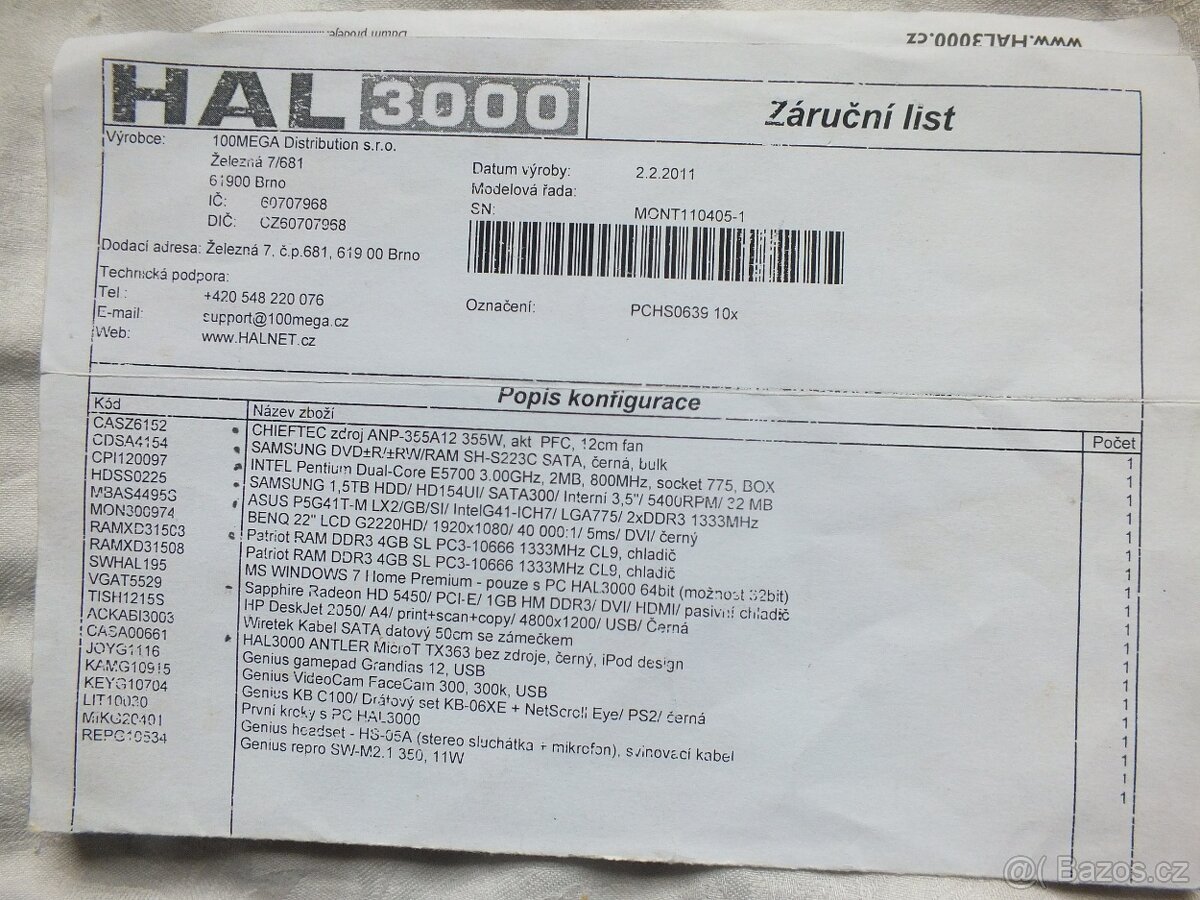 Datum prodeje:
www.HAL3000.cz
HAL 3000
Záruční list
Výrobce: 100MEGA Distribution s.r.o.
Železná 7/681
61900 Brno
IČ: 60707968
DIČ: CZ60707968
Dodací adresa: Železná 7, č.p.681, 619 00 Brno
Technická podpora:
Tel : +420 548 220 076
E-mail: support@100mega.cz
Web: www.HALNET.cz
Datum výroby: 2.2.2011
Modelová řada:
SN: MONT110405-1
Označení: PCHS0639 10x
Popis konfigurace
Kód Název zboží Počet
CASZ6152 CHIEFTEC zdroj ANP-355A12 355W, akt PFC, 12cm fan 1
CDSA4154 SAMSUNG DVD±R/±RW/RAM SH-S223C SATA, černá, bulk 1
CPI120097 INTEL Pentium Dual-Core E5700 3.00GHz, 2MB, 800MHz, socket 775, BOX 1
HDSS0225 SAMSUNG 1,5TB HDD/ HD154UI/ SATA300/ Interní 3,5"/ 5400RPM/ 32 MB 1
MBAS4495G ASUS P5G41T-M LX2/GB/SI/ IntelG41-ICH7/ LGA775/ 2xDDR3 1333MHz 1
MON300974 BENQ 22" LCD G2220HD/ 1920x1080/ 40 000:1/ 5ms/ DVI/ černý 1
RAMXD31503 Patriot RAM DDR3 4GB SL PC3-10666 1333MHz CL9, chladič 1
RAMXD31508 Patriot RAM DDR3 4GB SL PC3-10666 1333MHz CL9, chladič 1
SWHAL195 MS WINDOWS 7 Home Premium - pouze s PC HAL3000 64bit (možnost 32bit) 1
VGAT5529 Sapphire Radeon HD 5450/ PCI-E/ 1GB HM DDR3/ DVI/ HDMI/ pasivní chladič 1
TISH1215S HP DeskJet 2050/ A4/ print+scan+copy/ 4800x1200/ USB/ Černá 1
ACKABI3003 Wiretek Kabel SATA datový 50cm se zámečkem 1
CASA00661 HAL3000 ANTLER MicroT TX363 bez zdroje, černý, iPod design 1
JOYG1116 Genius gamepad Grandias 12, USB 1
KAMG10915 Genius VideoCam FaceCam 300, 300k, USB 1
KEYG10704 Genius KB C100/ Drátový set KB-06XE + NetScroll Eye/ PS2/ černá 1
LIT10030 První kroky s PC HAL3000 1
MIKG20401 Genius headset - HS-05A (stereo sluchátka + mikrofon), svinovací kabel 1
REPG10534 Genius repro SW-M2.1 350, 11W 1
@( Bazos.cz